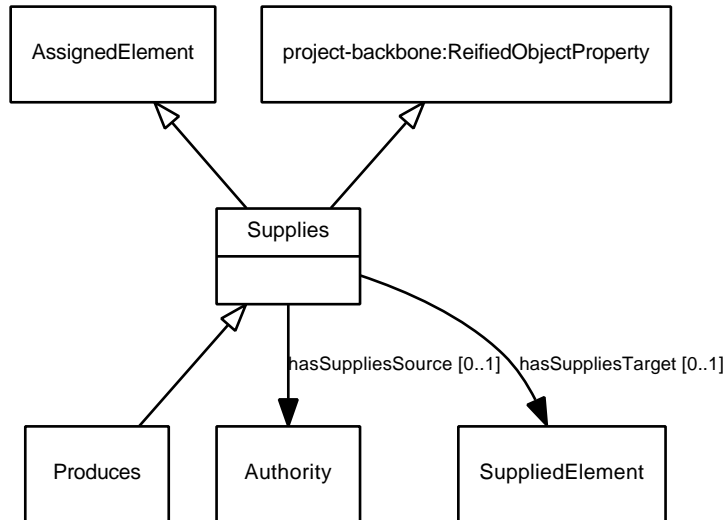 AssignedElement
project-backbone:ReifiedObjectProperty
Supplies
hasSuppliesSource [0..1]
hasSuppliesTarget [0..1]
Produces
Authority
SuppliedElement